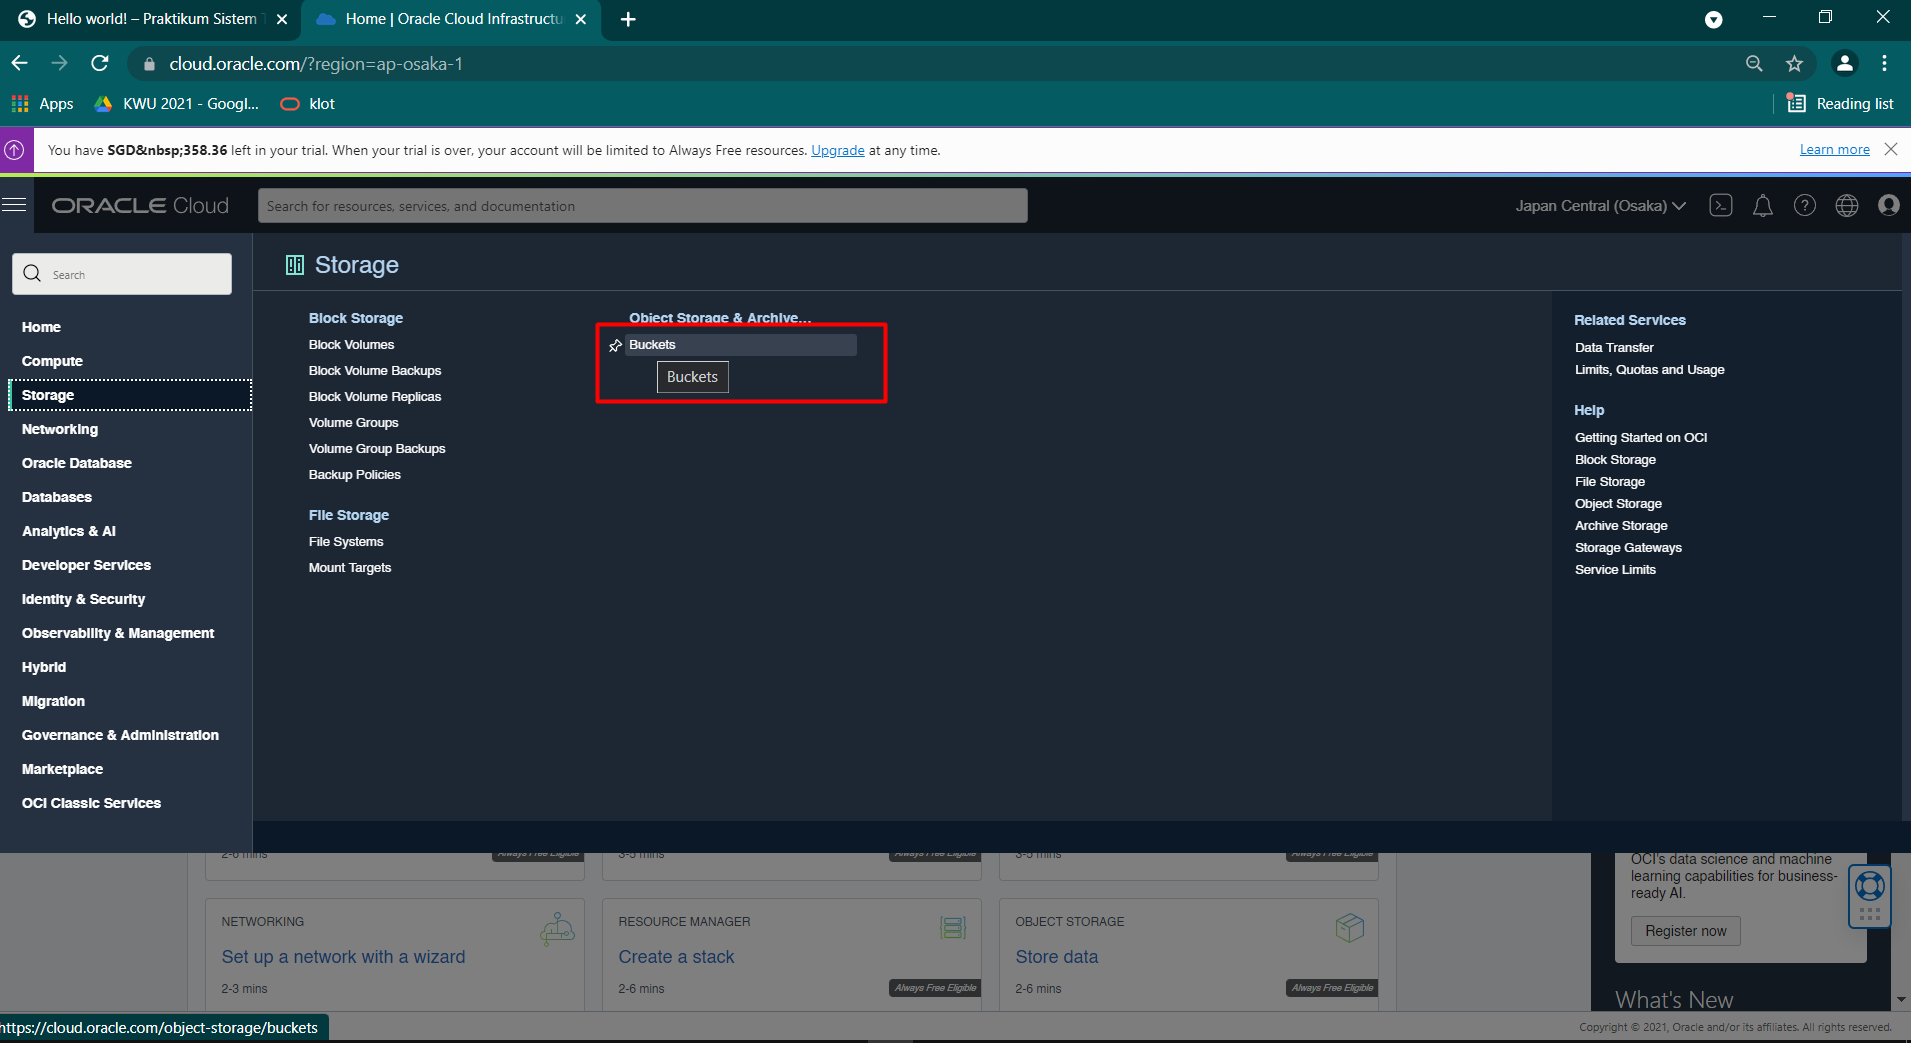 Hello world! – Praktikum Sistem T
Home | Oracle Cloud Infrastructu
cloud.oracle.com/?region=ap-osaka-1
Apps
KWU 2021 - Googl...
klot
Reading list
You have SGD&nbsp;358.36 left in your trial. When your trial is over, your account will be limited to Always Free resources. Upgrade at any time.
Learn more
ORACLE Cloud
Search for resources, services, and documentation
Japan Central (Osaka)
Search
Home
Compute
Storage
Networking
Oracle Database
Databases
Analytics & AI
Developer Services
Identity & Security
Observability & Management
Hybrid
Migration
Governance & Administration
Marketplace
OCI Classic Services
Storage
Block Storage
Block Volumes
Block Volume Backups
Block Volume Replicas
Volume Groups
Volume Group Backups
Backup Policies
File Storage
File Systems
Mount Targets
Object Storage & Archive...
Buckets
Buckets
Related Services
Data Transfer
Limits, Quotas and Usage
Help
Getting Started on OCI
Block Storage
File Storage
Object Storage
Archive Storage
Storage Gateways
Service Limits
2-6 mins
Always Free Eligible
3-5 mins
Always Free Eligible
3-5 mins
Always Free Eligible
NETWORKING
Set up a network with a wizard
2-3 mins
RESOURCE MANAGER
Create a stack
2-6 mins
Always Free Eligible
OBJECT STORAGE
Store data
2-6 mins
Always Free Eligible
OCI's data science and machine
learning capabilities for business-
ready AI.
Register now
What's New
https://cloud.oracle.com/object-storage/buckets
Copyright © 2021, Oracle and/or its affiliates. All rights reserved.